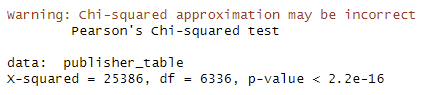 Warning: Chi-squared approximation may be incorrect
Pearson's Chi-squared test
data:  publisher_table
X-squared = 25386, df = 6336, p-value < 2.2e-16